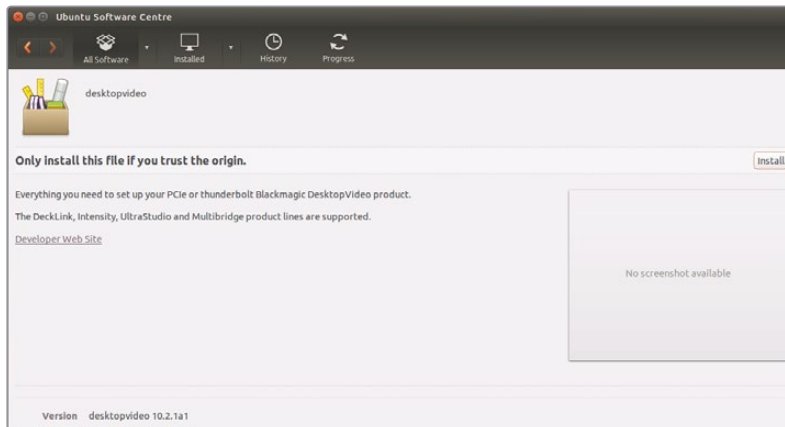 Ubuntu Software Centre
All Software Installed History Progress
desktopvideo
Only install this file if you trust the origin.
Install
Everything you need to set up your PCIe or thunderbolt Blackmagic DesktopVideo product.
The DeckLink, Intensity, UltraStudio and Multibridge product lines are supported.
Developer Web Site
No screenshot available
Version desktopvideo 10.2.1a1